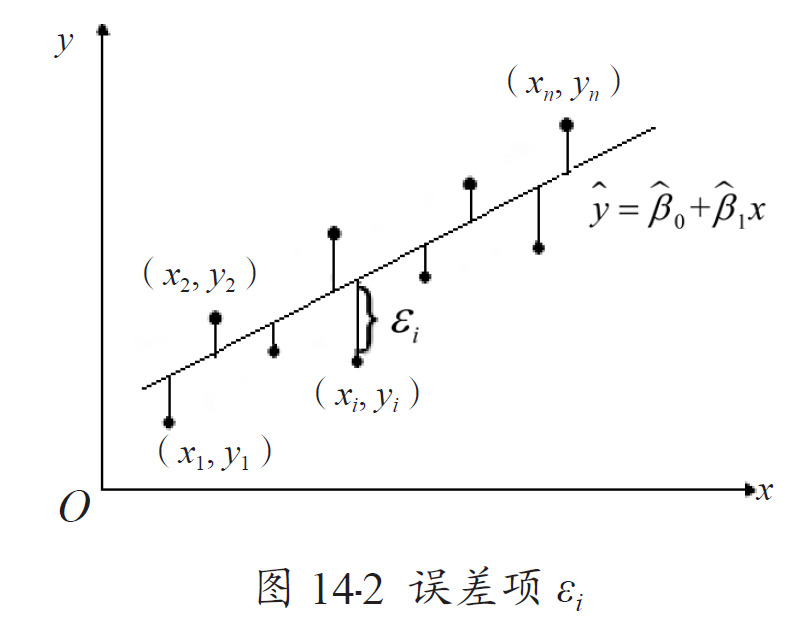 y
(xₙ, yₙ)
ŷ = β̂₀+β̂₁x
(x₂, y₂)
εᵢ
(xᵢ, yᵢ)
(x₁, y₁)
O
x
图 14-2 误差项 εᵢ